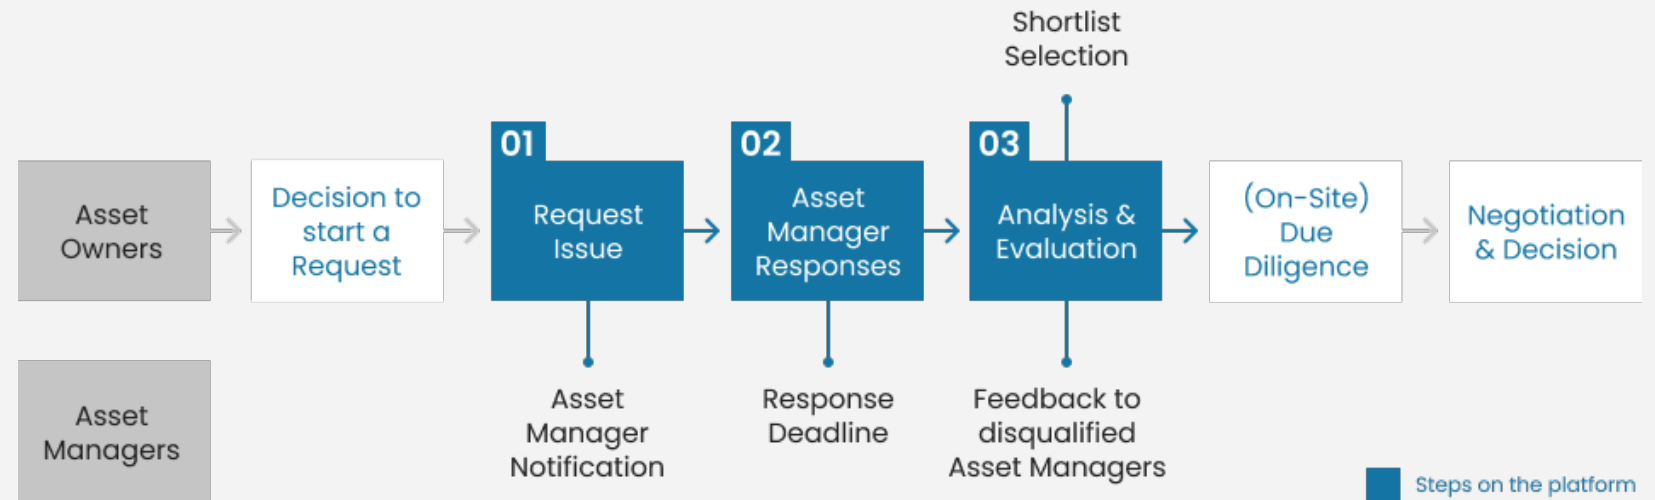 Shortlist
Selection
01
02
03
Asset
Owners
Decision to
start a
Request
Request
Issue
Asset
Manager
Responses
Analysis &
Evaluation
(On-Site)
Due
Diligence
Negotiation
& Decision
Asset
Managers
Asset
Manager
Notification
Response
Deadline
Feedback to
disqualified
Asset Managers
Steps on the platform